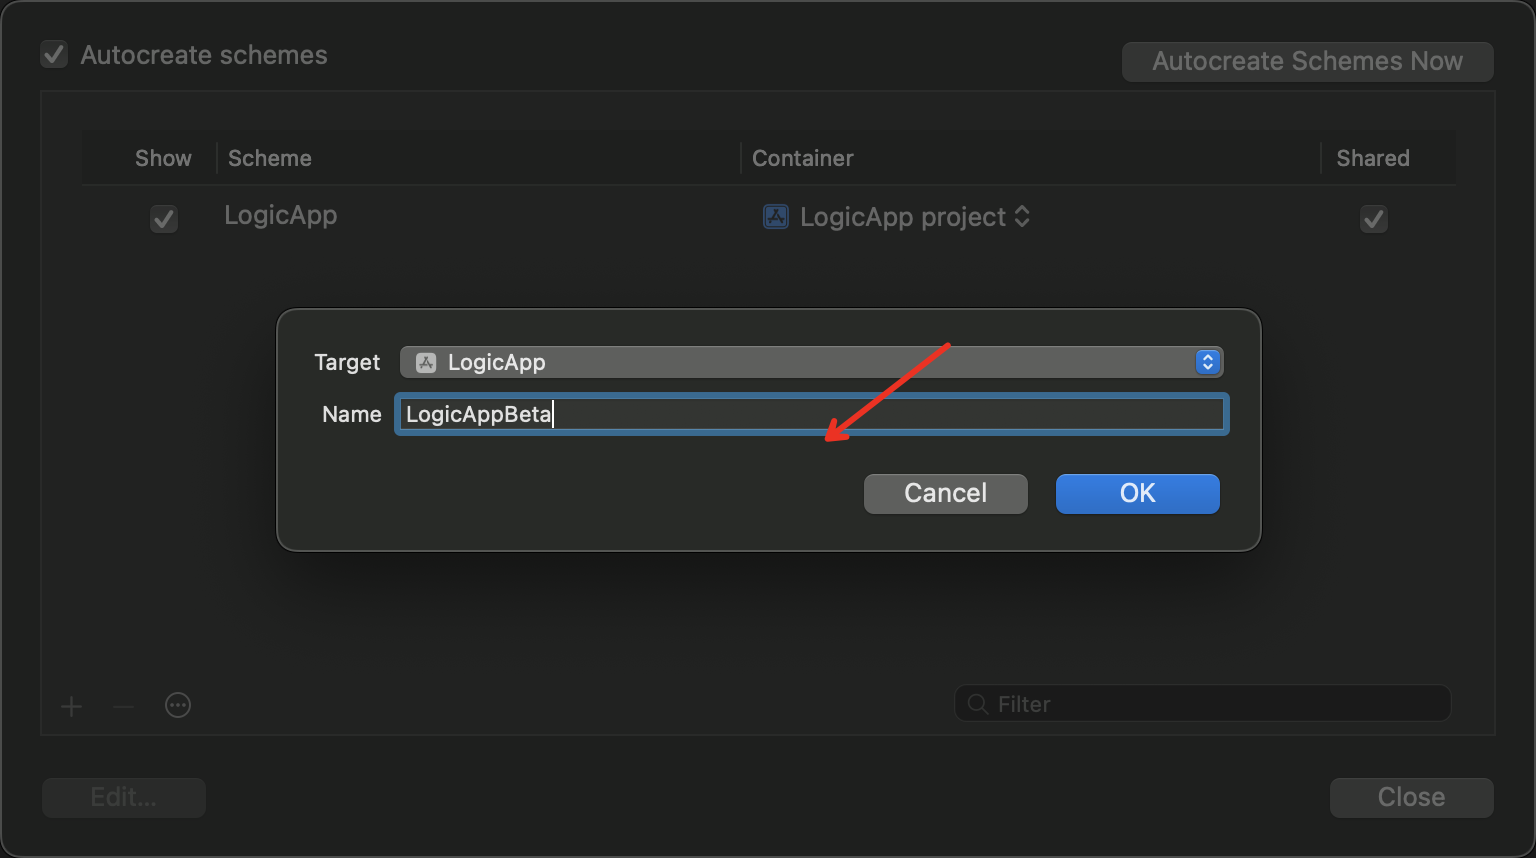 Autocreate schemes
Autocreate Schemes Now
Show Scheme Container Shared
LogicApp LogicApp project
Target LogicApp
Name LogicAppBeta
Cancel OK
Filter
Edit...
Close